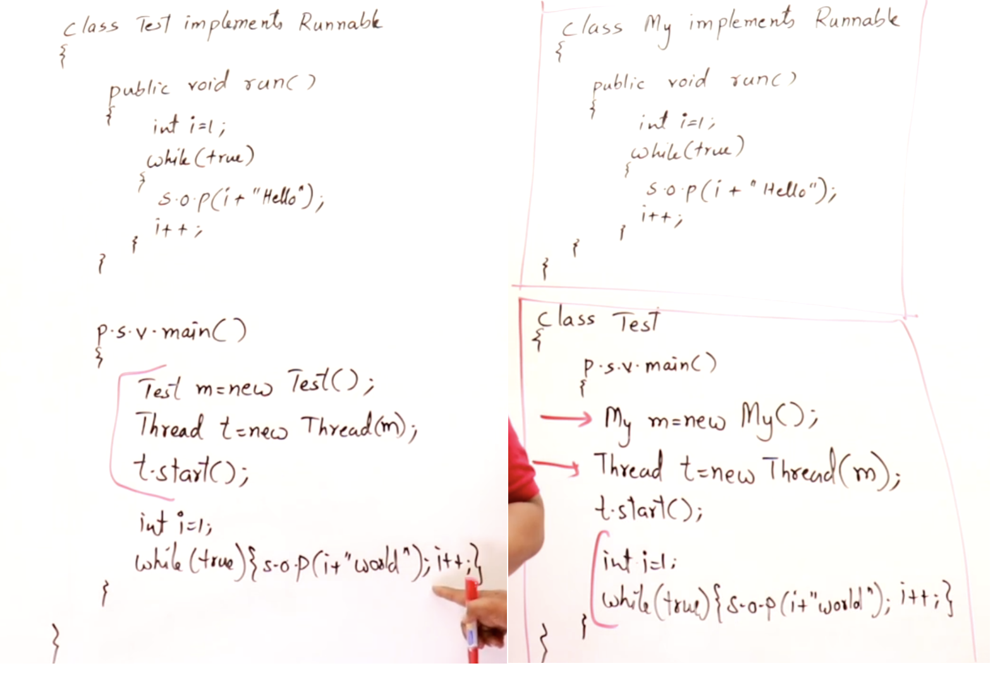 class Test implements Runnable
{
public void run()
{
int i=1;
while(true)
{
s.o.p(i+"Hello");
i++;
}
}
p.s.v.main()
{
Test m=new Test();
Thread t=new Thread(m);
t.start();
int i=1;
while(true){s.o.p(i+"world");i++;}
}
}
class My implements Runnable
{
public void run()
{
int i=1;
while(true)
{
s.o.p(i+"Hello");
i++;
}
}
}
class Test
{
p.s.v.main()
{
My m=new My();
Thread t=new Thread(m);
t.start();
int i=1;
while(true){s.o.p(i+"world"); i++;}
}
}